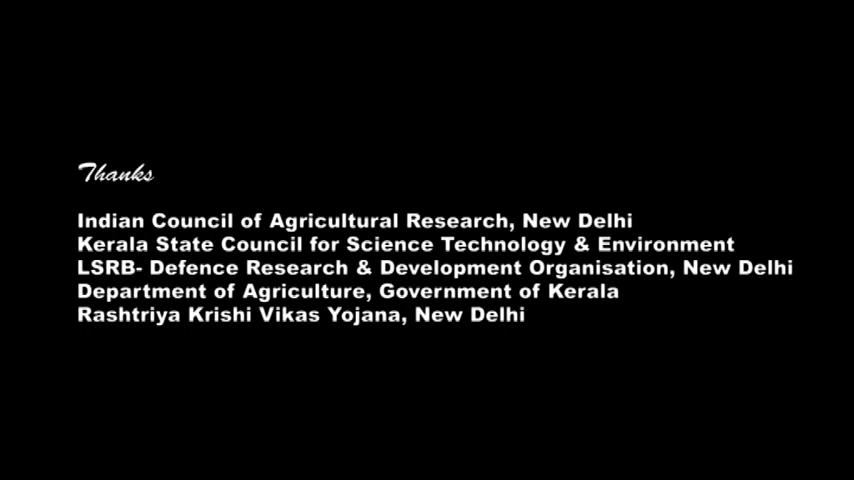 Thanks
Indian Council of Agricultural Research, New Delhi
Kerala State Council for Science Technology & Environment
LSRB- Defence Research & Development Organisation, New Delhi
Department of Agriculture, Government of Kerala
Rashtriya Krishi Vikas Yojana, New Delhi